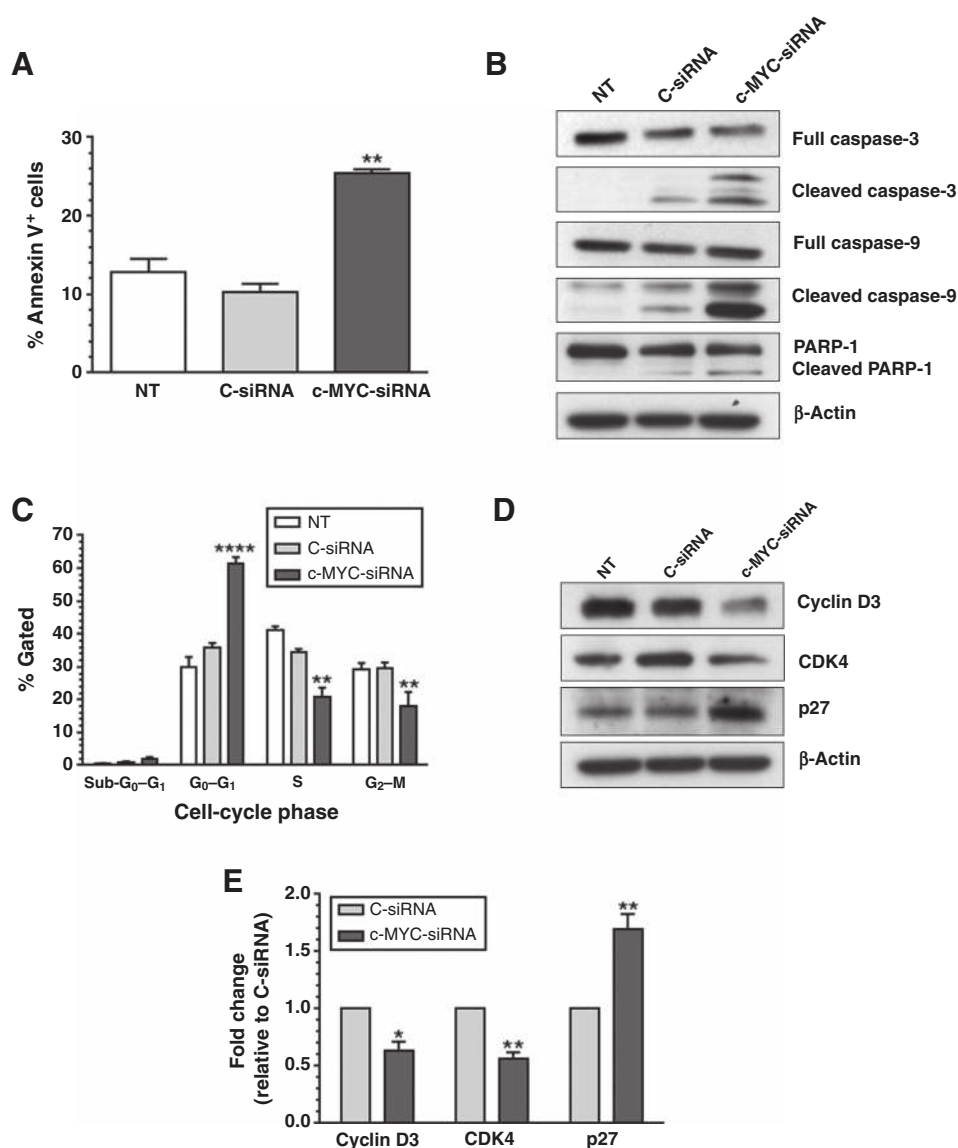 A
% Annexin V⁺ cells
30
20
10
0
**
NT
C-siRNA
c-MYC-siRNA
B
NT
C-siRNA
c-MYC-siRNA
Full caspase-3
Cleaved caspase-3
Full caspase-9
Cleaved caspase-9
PARP-1
Cleaved PARP-1
β-Actin
C
NT
C-siRNA
c-MYC-siRNA
% Gated
70
60
50
40
30
20
10
0
****
**
**
Sub-G₀–G₁
G₀–G₁
S
G₂–M
Cell-cycle phase
D
NT
C-siRNA
c-MYC-siRNA
Cyclin D3
CDK4
p27
β-Actin
E
C-siRNA
c-MYC-siRNA
Fold change
(relative to C-siRNA)
2.0
1.5
1.0
0.5
0.0
*
**
**
Cyclin D3
CDK4
p27